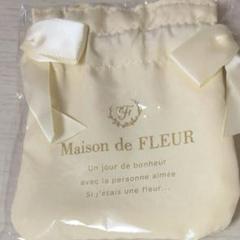 Maison de FLEUR
Un jour de bonheur
avec la personne aimée
Si j'étais une fleur...